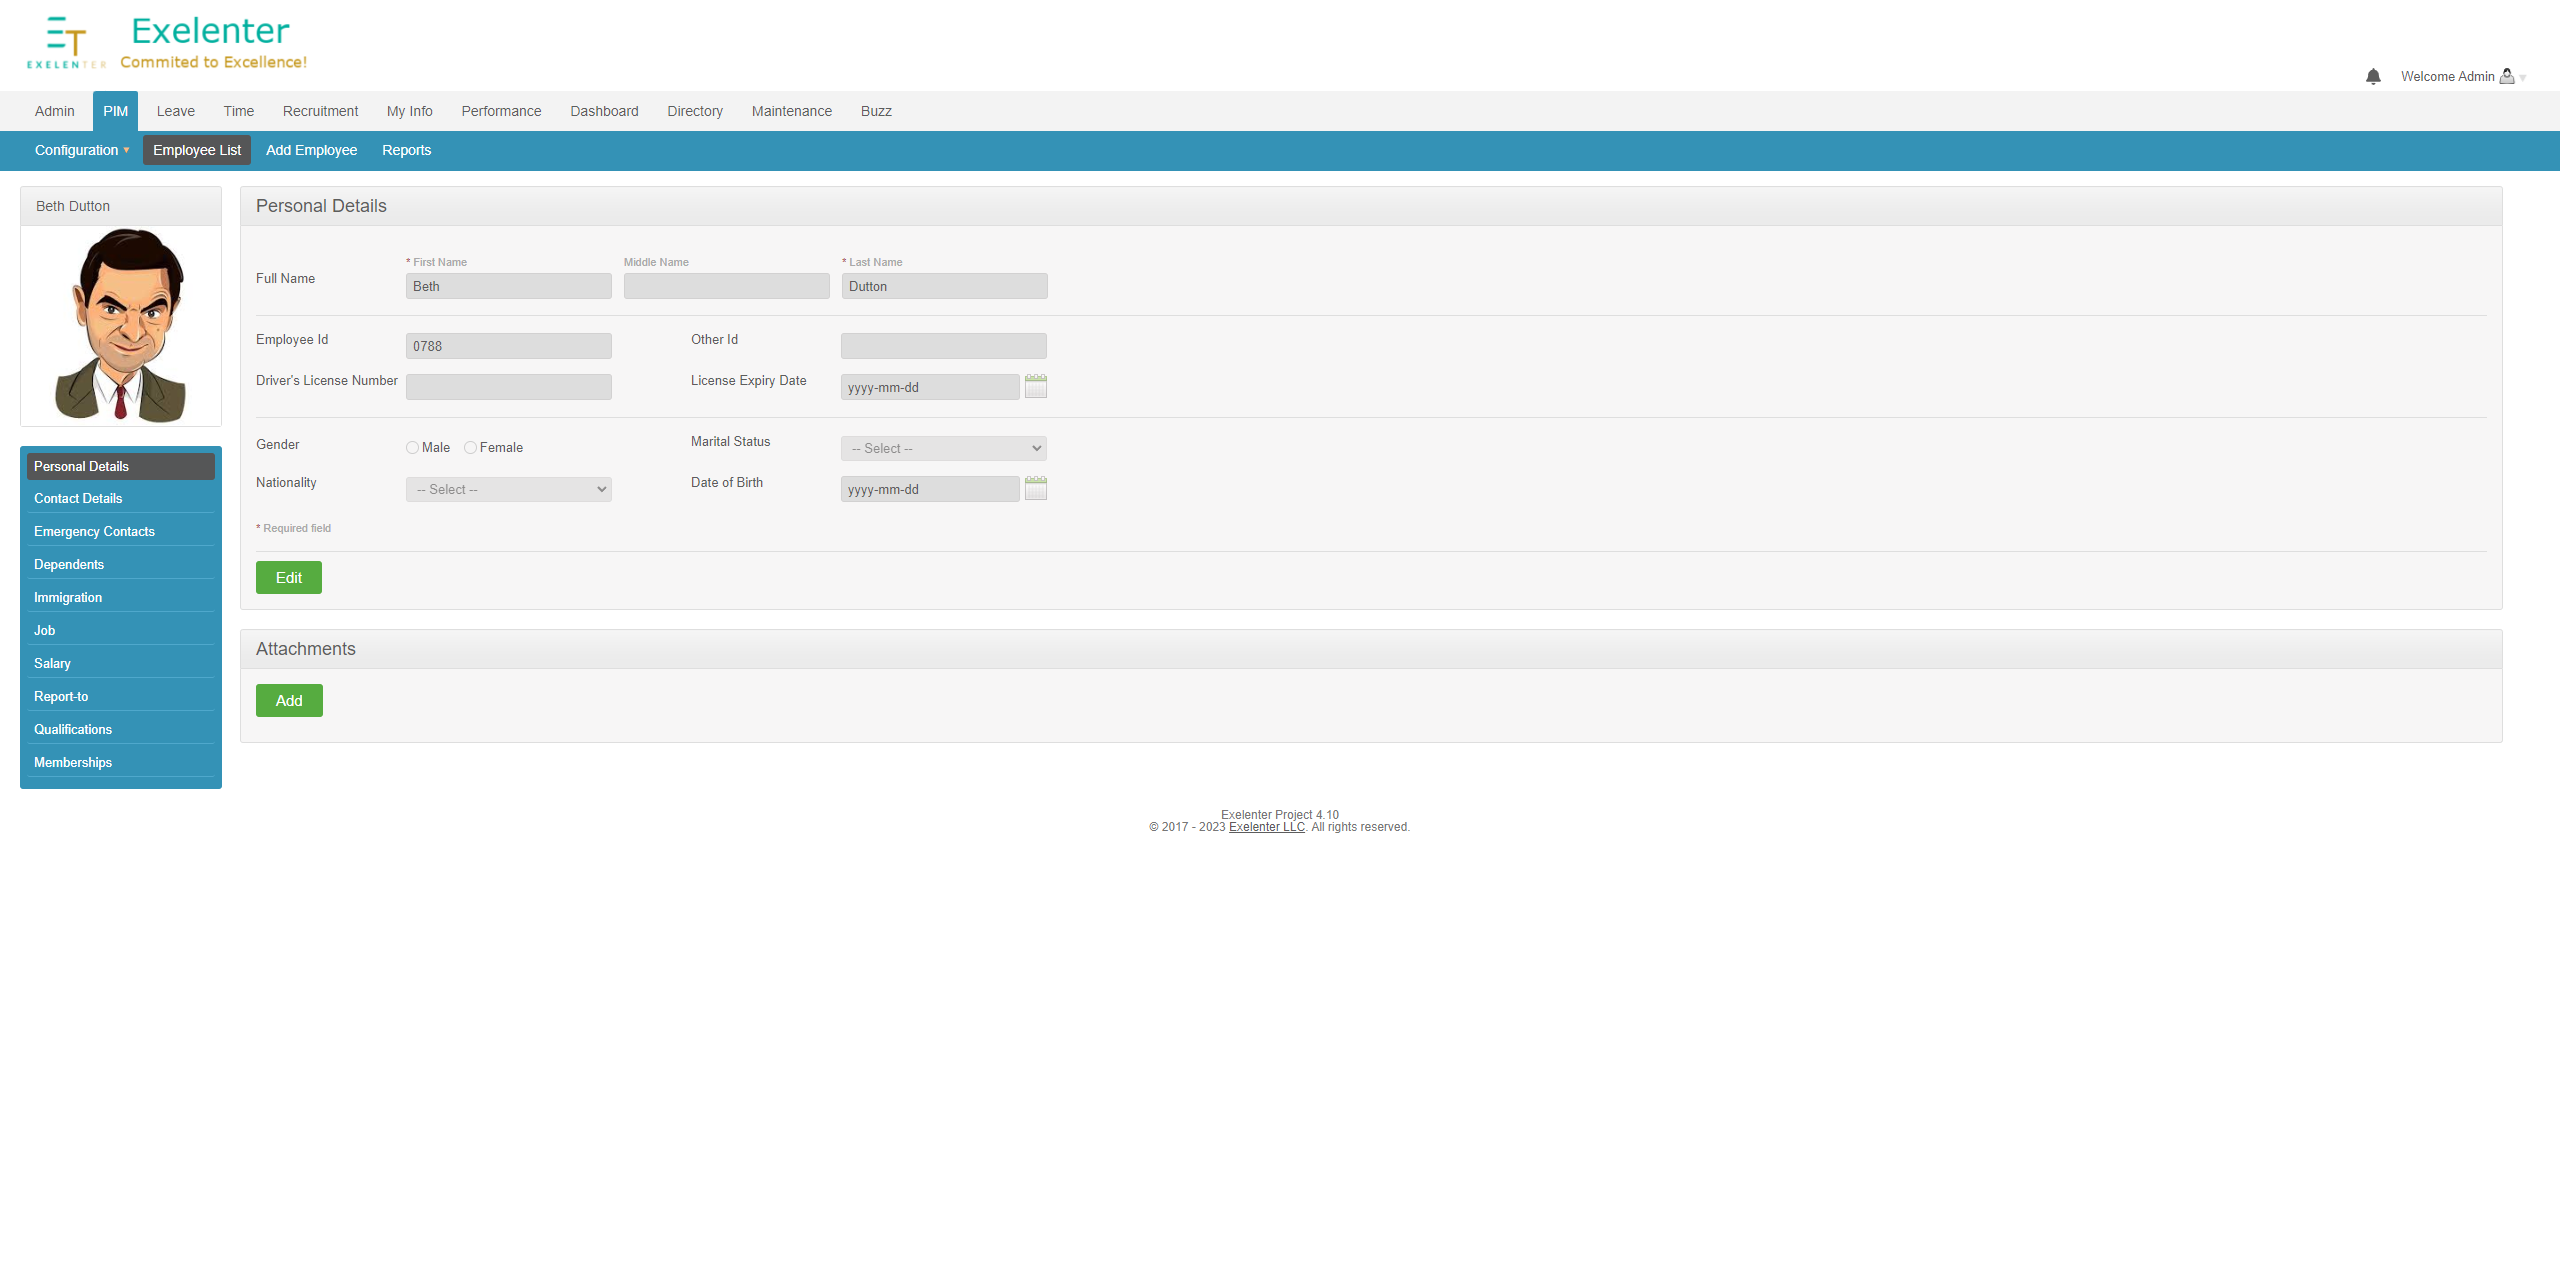 ET
EXELENTER
Exelenter
Commited to Excellence!
Welcome Admin
Admin PIM Leave Time Recruitment My Info Performance Dashboard Directory Maintenance Buzz
Configuration Employee List Add Employee Reports
Beth Dutton
Personal Details
Contact Details
Emergency Contacts
Dependents
Immigration
Job
Salary
Report-to
Qualifications
Memberships
Personal Details
* First Name Middle Name * Last Name
Full Name Beth Dutton
Employee Id 0788 Other Id
Driver's License Number License Expiry Date yyyy-mm-dd
Gender Male Female Marital Status -- Select --
Nationality -- Select -- Date of Birth yyyy-mm-dd
* Required field
Edit
Attachments
Add
Exelenter Project 4.10
© 2017 - 2023 Exelenter LLC. All rights reserved.